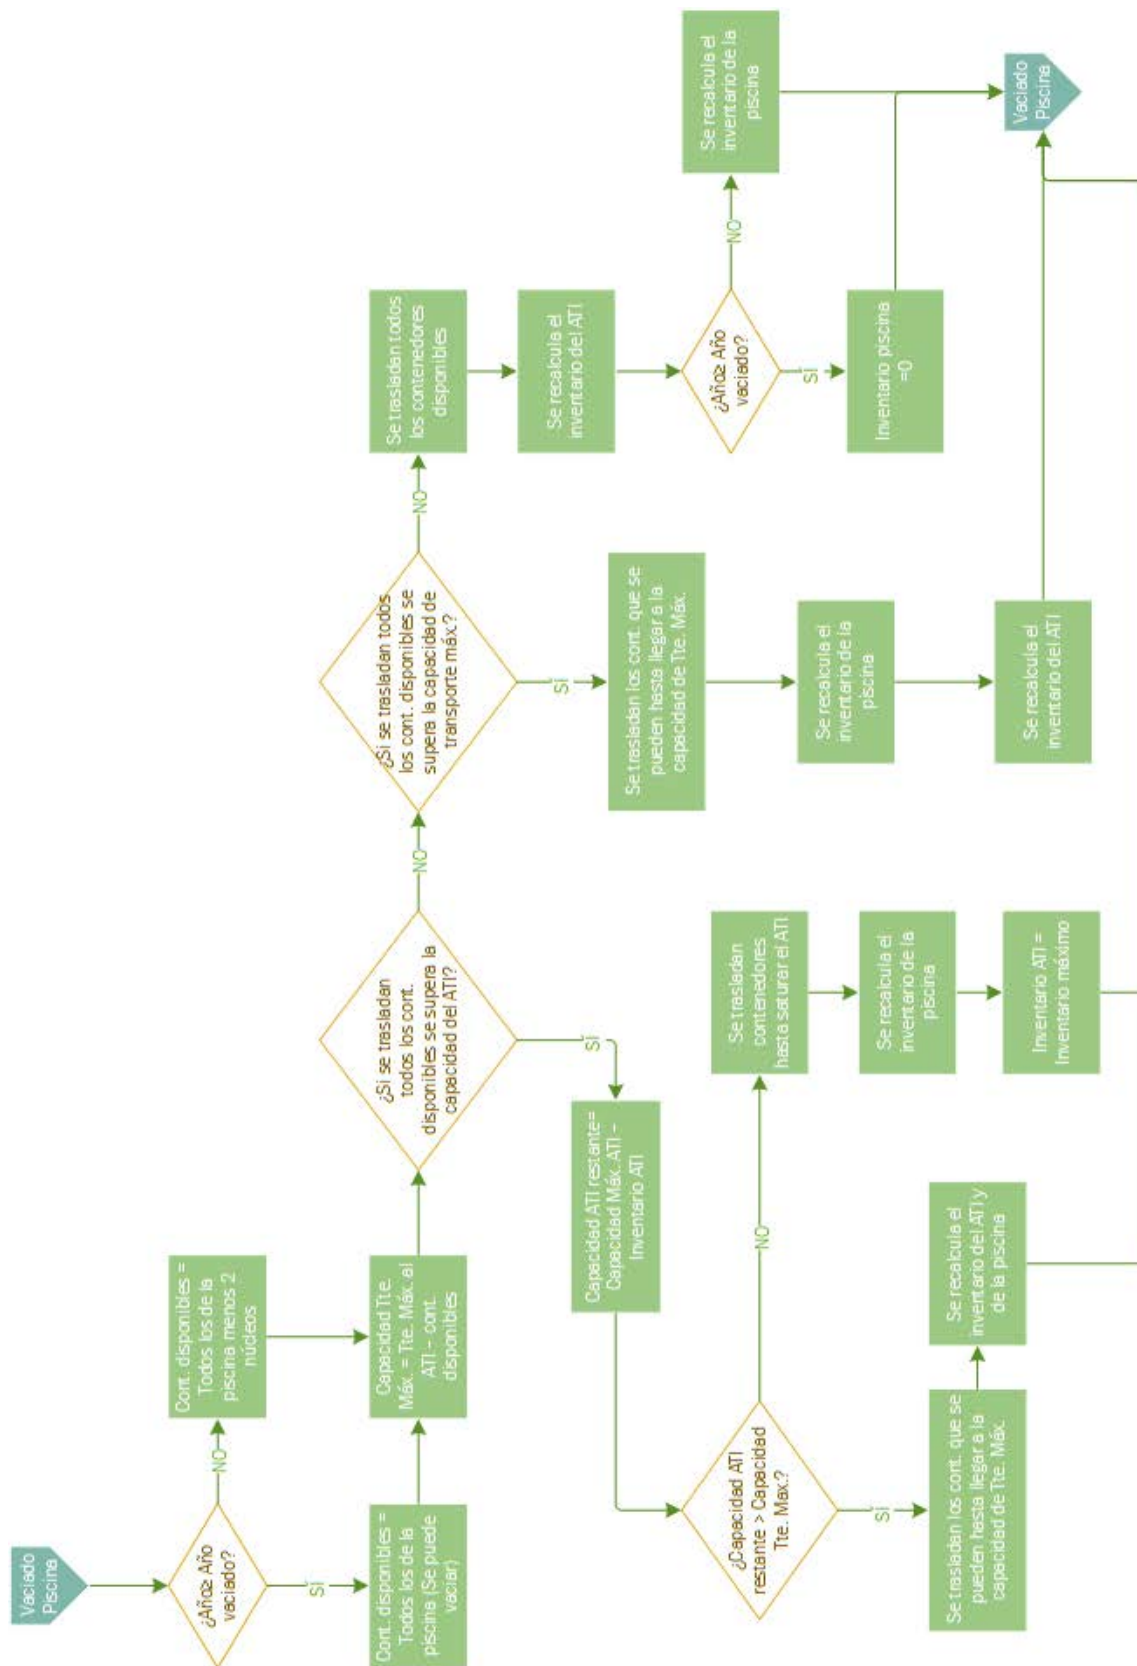 Vaciado
Piscina
¿Año≥ Año
vaciado?
NO
Cont. disponibles =
Todos los de la
piscina menos 2
núcleos
SÍ
Cont. disponibles =
Todos los de la
piscina (Se puede
vaciar)
Capacidad Tte.
Máx. = Tte. Máx. al
ATI – cont.
disponibles
¿Si se trasladan
todos los cont.
disponibles se supera la
capacidad del ATI?
NO
SÍ
¿Si se trasladan todos
los cont. disponibles se
supera la capacidad de
transporte máx.?
NO
SÍ
Se trasladan todos
los contenedores
disponibles
Se recalcula el
inventario del ATI
¿Año≥ Año
vaciado?
NO
Se recalcula el
inventario de la
piscina
SÍ
Inventario piscina
=0
Se trasladan los cont. que se
pueden hasta llegar a la
capacidad de Tte. Máx.
Se recalcula el
inventario de la
piscina
Se recalcula el
inventario del ATI
Capacidad ATI restante=
Capacidad Máx. ATI –
Inventario ATI
¿Capacidad ATI
restante > Capacidad
Tte. Max.?
NO
Se trasladan
contenedores
hasta saturar el ATI
Se recalcula el
inventario de la
piscina
Inventario ATI =
Inventario máximo
SÍ
Se trasladan los cont. que se
pueden hasta llegar a la
capacidad de Tte. Máx.
Se recalcula el
inventario del ATI y
de la piscina
Vaciado
Piscina